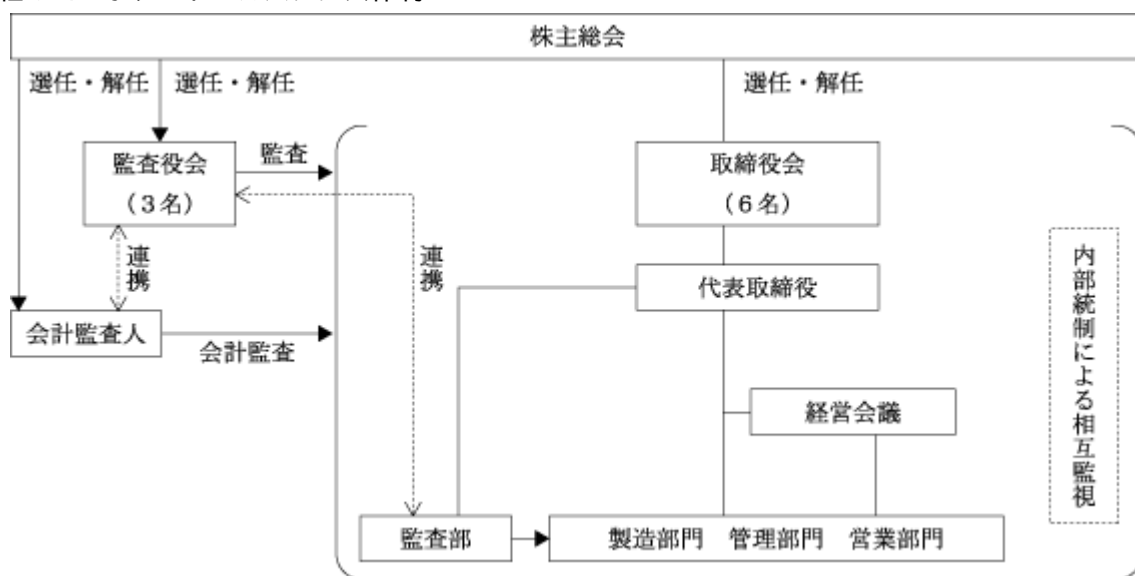 株主総会
選任・解任
選任・解任
選任・解任
監査役会
(3名)
監査
取締役会
(6名)
連携
連携
代表取締役
内部統制による相互監視
会計監査人
会計監査
経営会議
監査部
製造部門 管理部門 営業部門